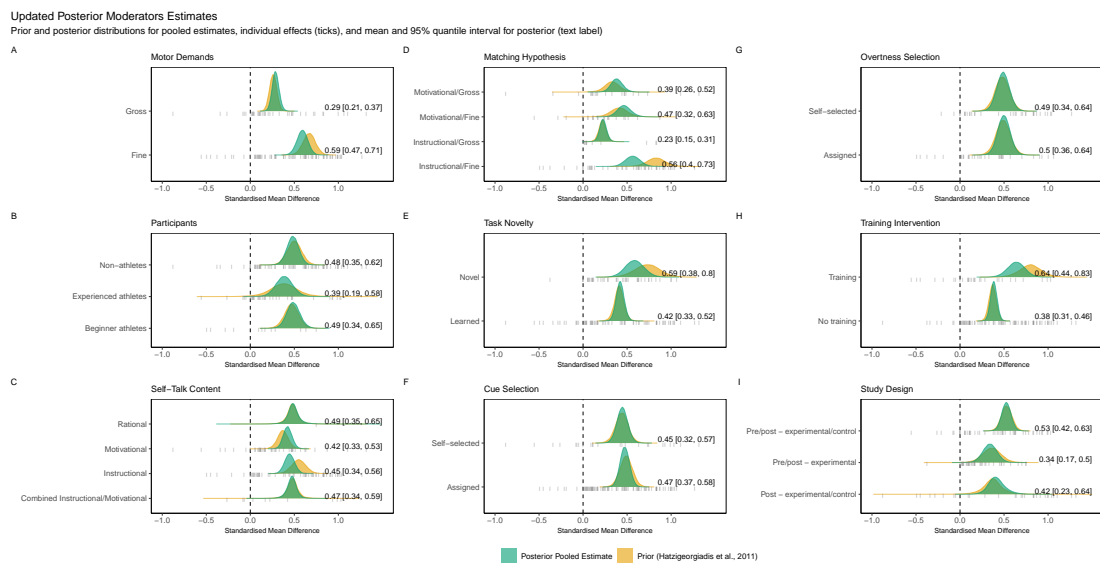 Updated Posterior Moderators Estimates
Prior and posterior distributions for pooled estimates, individual effects (ticks), and mean and 95% quantile interval for posterior (text label)
A
Motor Demands
Gross
0.29 [0.21, 0.37]
Fine
0.59 [0.47, 0.71]
−1.0 −0.5 0.0 0.5 1.0
Standardised Mean Difference
D
Matching Hypothesis
Motivational/Gross
0.39 [0.26, 0.52]
Motivational/Fine
0.47 [0.32, 0.63]
Instructional/Gross
0.23 [0.15, 0.31]
Instructional/Fine
0.56 [0.4, 0.73]
−1.0 −0.5 0.0 0.5 1.0
Standardised Mean Difference
G
Overtness Selection
Self−selected
0.49 [0.34, 0.64]
Assigned
0.5 [0.36, 0.64]
−1.0 −0.5 0.0 0.5 1.0
Standardised Mean Difference
B
Participants
Non−athletes
0.48 [0.35, 0.62]
Experienced athletes
0.39 [0.19, 0.58]
Beginner athletes
0.49 [0.34, 0.65]
−1.0 −0.5 0.0 0.5 1.0
Standardised Mean Difference
E
Task Novelty
Novel
0.59 [0.38, 0.8]
Learned
0.42 [0.33, 0.52]
−1.0 −0.5 0.0 0.5 1.0
Standardised Mean Difference
H
Training Intervention
Training
0.64 [0.44, 0.83]
No training
0.38 [0.31, 0.46]
−1.0 −0.5 0.0 0.5 1.0
Standardised Mean Difference
C
Self−Talk Content
Rational
0.49 [0.35, 0.65]
Motivational
0.42 [0.33, 0.53]
Instructional
0.45 [0.34, 0.56]
Combined Instructional/Motivational
0.47 [0.34, 0.59]
−1.0 −0.5 0.0 0.5 1.0
Standardised Mean Difference
F
Cue Selection
Self−selected
0.45 [0.32, 0.57]
Assigned
0.47 [0.37, 0.58]
−1.0 −0.5 0.0 0.5 1.0
Standardised Mean Difference
I
Study Design
Pre/post − experimental/control
0.53 [0.42, 0.63]
Pre/post − experimental
0.34 [0.17, 0.5]
Post − experimental/control
0.42 [0.23, 0.64]
−1.0 −0.5 0.0 0.5 1.0
Standardised Mean Difference
Posterior Pooled Estimate
Prior (Hatzigeorgiadis et al., 2011)